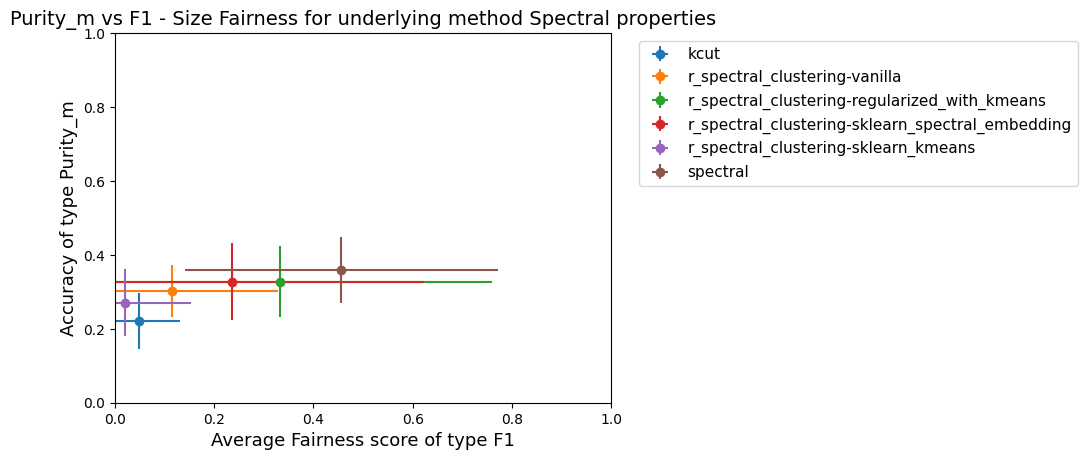 Purity_m vs F1 - Size Fairness for underlying method Spectral properties
1.0
0.8
0.6
0.4
0.2
0.0
Accuracy of type Purity_m
0.0 0.2 0.4 0.6 0.8 1.0
Average Fairness score of type F1
kcut
r_spectral_clustering-vanilla
r_spectral_clustering-regularized_with_kmeans
r_spectral_clustering-sklearn_spectral_embedding
r_spectral_clustering-sklearn_kmeans
spectral